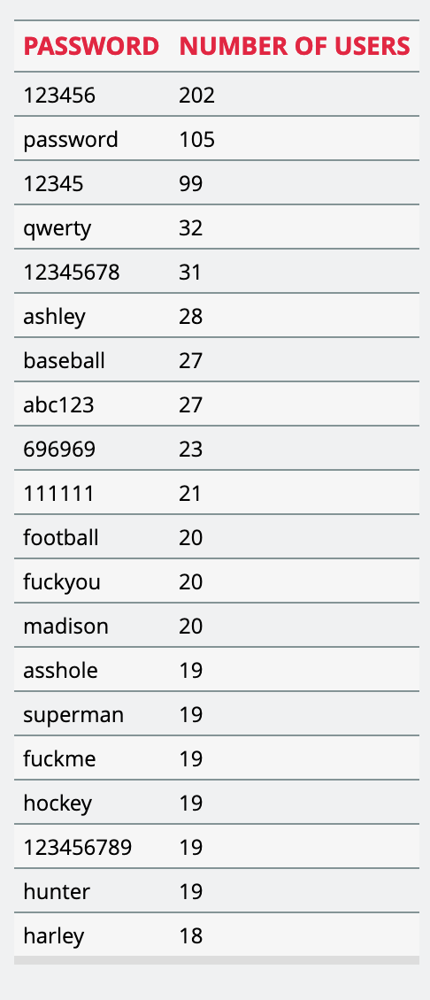 PASSWORD NUMBER OF USERS
123456 202
password 105
12345 99
qwerty 32
12345678 31
ashley 28
baseball 27
abc123 27
696969 23
111111 21
football 20
fuckyou 20
madison 20
asshole 19
superman 19
fuckme 19
hockey 19
123456789 19
hunter 19
harley 18